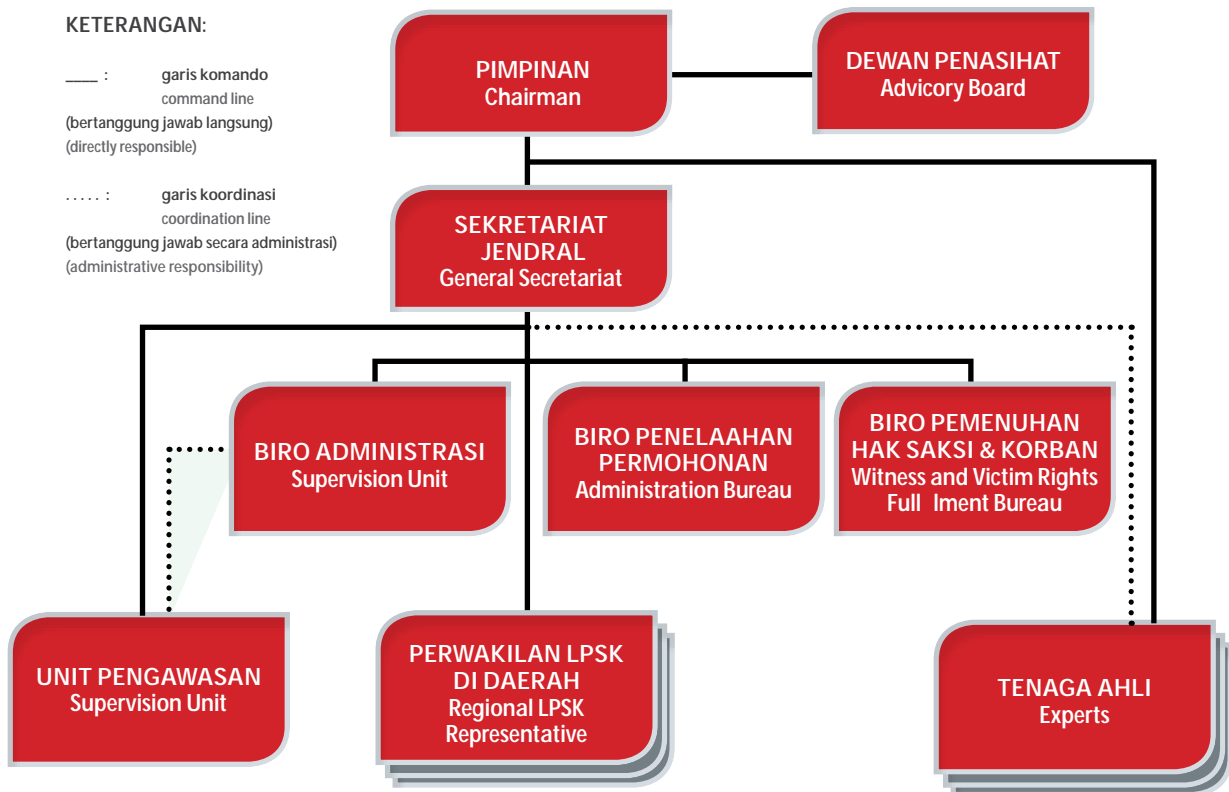 KETERANGAN:
____ : garis komando
command line
(bertanggung jawab langsung)
(directly responsible)
. . . . . : garis koordinasi
coordination line
(bertanggung jawab secara administrasi)
(administrative responsibility)
PIMPINAN
Chairman
DEWAN PENASIHAT
Advicory Board
SEKRETARIAT
JENDRAL
General Secretariat
BIRO ADMINISTRASI
Supervision Unit
BIRO PENELAAHAN
PERMOHONAN
Administration Bureau
BIRO PEMENUHAN
HAK SAKSI & KORBAN
Witness and Victim Rights
Full Iment Bureau
UNIT PENGAWASAN
Supervision Unit
PERWAKILAN LPSK
DI DAERAH
Regional LPSK
Representative
TENAGA AHLI
Experts